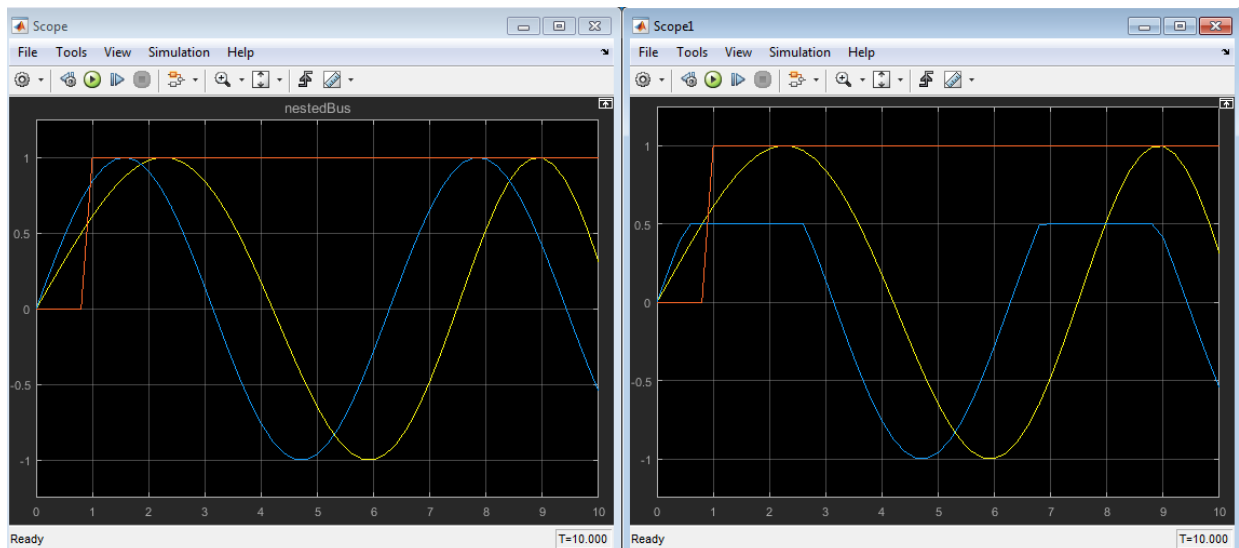 Scope
File Tools View Simulation Help
nestedBus
1
0.5
0
-0.5
-1
0 1 2 3 4 5 6 7 8 9 10
Ready T=10.000
Scope1
File Tools View Simulation Help
1
0.5
0
-0.5
-1
0 1 2 3 4 5 6 7 8 9 10
Ready T=10.000